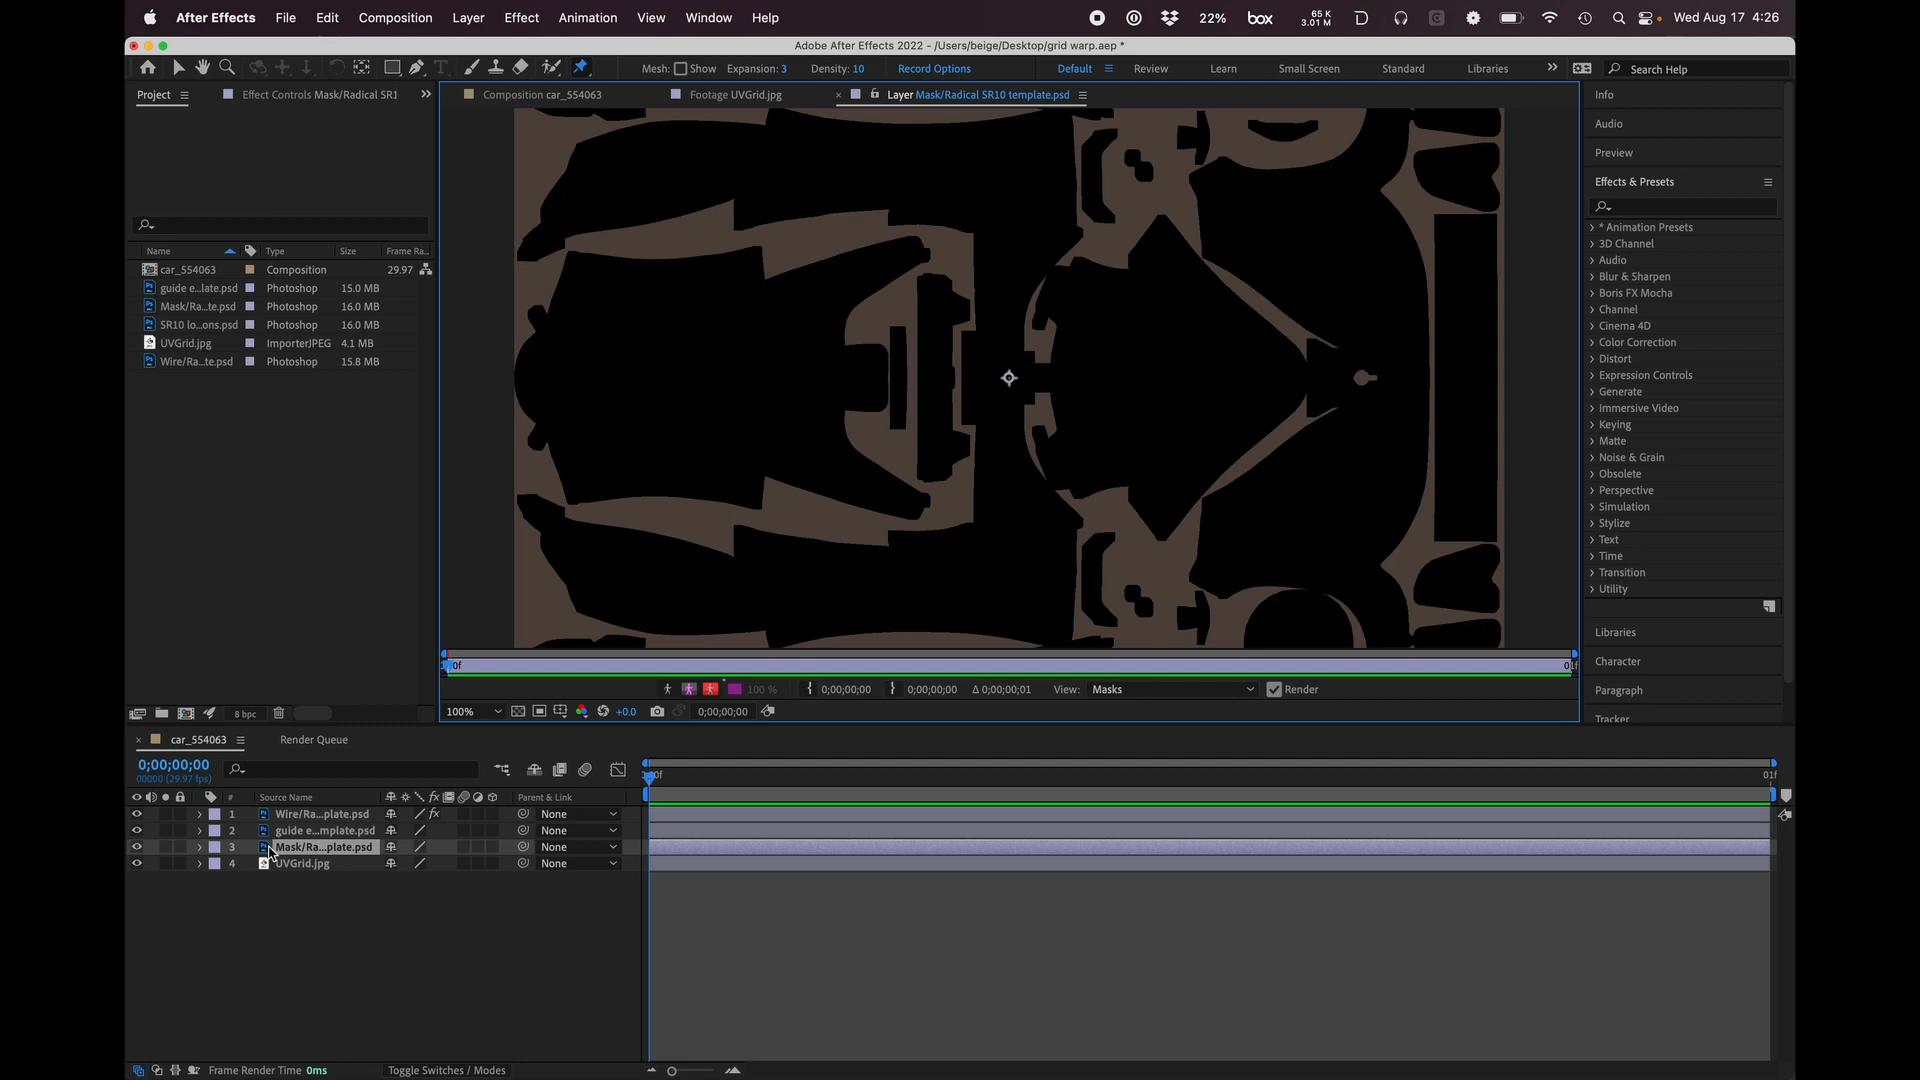 After Effects File Edit Composition Layer Effect Animation View Window Help
22% box 65 K 3.01 M Wed Aug 17 4:26
Adobe After Effects 2022 - /Users/beige/Desktop/grid warp.aep *
Mesh: Show Expansion: 3 Density: 10 Record Options Default Review Learn Small Screen Standard Libraries Search Help
Project Effect Controls Mask/Radical SR1
Composition car_554063 Footage UVGrid.jpg Layer Mask/Radical SR10 template.psd
Info
Audio
Preview
Effects & Presets
* Animation Presets
3D Channel
Audio
Blur & Sharpen
Boris FX Mocha
Channel
Cinema 4D
Color Correction
Distort
Expression Controls
Generate
Immersive Video
Keying
Matte
Noise & Grain
Obsolete
Perspective
Simulation
Stylize
Text
Time
Transition
Utility
Libraries
Character
Paragraph
Tracker
Name Type Size Frame Ra...
car_554063 Composition 29.97
guide e...late.psd Photoshop 15.0 MB
Mask/Ra...te.psd Photoshop 16.0 MB
SR10 lo...ons.psd Photoshop 16.0 MB
UVGrid.jpg ImporterJPEG 4.1 MB
Wire/Ra...te.psd Photoshop 15.8 MB
8 bpc
100 % 0;00;00;00 0;00;00;00 Δ 0;00;00;01 View: Masks Render
100% +0.0 0;00;00;00
car_554063 Render Queue
0;00;00;00
00000 (29.97 fps)
01f
# Source Name fx Parent & Link
1 Wire/Ra...plate.psd fx None
2 guide e...mplate.psd None
3 Mask/Ra...plate.psd None
4 UVGrid.jpg None
Frame Render Time 0ms Toggle Switches / Modes